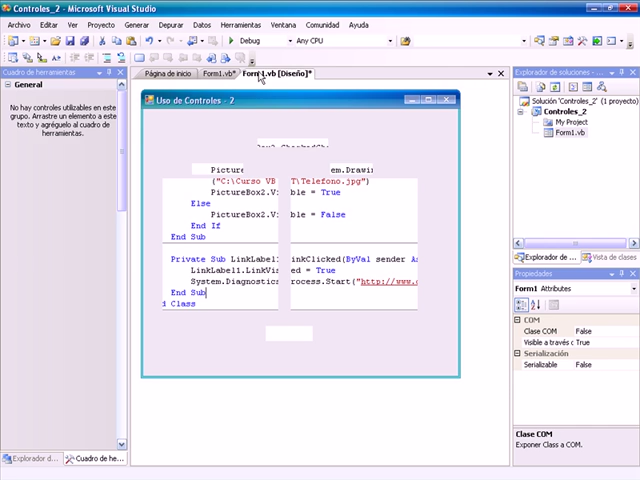 Controles_2 - Microsoft Visual Studio
Archivo Editar Ver Proyecto Generar Depurar Datos Herramientas Ventana Comunidad Ayuda
Debug Any CPU
Cuadro de herramientas
General
No hay controles utilizables en este
grupo. Arrastre un elemento a este
texto y agréguelo al cuadro de
herramientas.
Explorador d... Cuadro de he...
Página de inicio Form1.vb* Form1.vb [Diseño]*
Uso de Controles - 2
Picture
("C:\Curso VB T\Telefono.jpg")
PictureBox2.Vi ble = True
Else
PictureBox2.Vi ble = False
End If
End Sub
Private Sub LinkLabel inkClicked(ByVal sender A
LinkLabel1.LinkVis ed = True
System.Diagnostics rocess.Start("http://www.
End Sub
d Class
Explorador de soluciones - ...
Solución 'Controles_2' (1 proyecto)
Controles_2
My Project
Form1.vb
Explorador de ... Vista de clases
Propiedades
Form1 Attributes
COM
Clase COM False
Visible a través c True
Serialización
Serializable False
Clase COM
Exponer Class a COM.